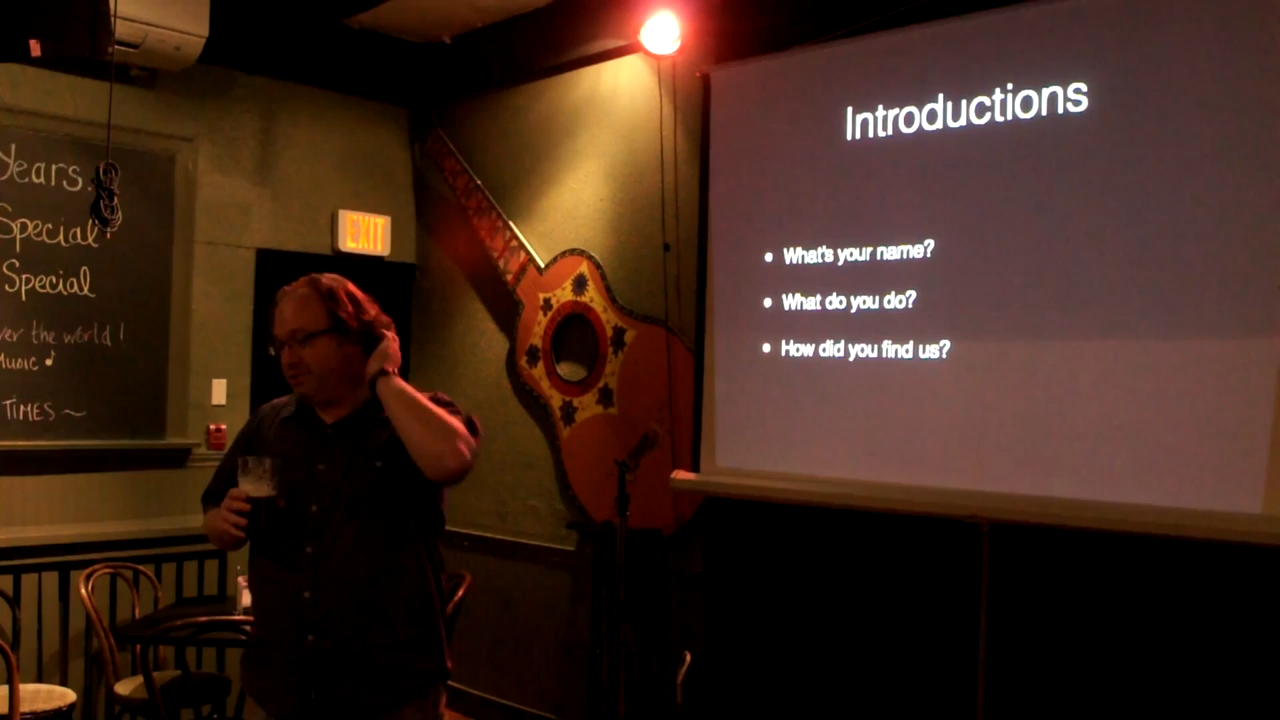 Years.
Special
Special
ver the world!
Music
TIMES ~
EXIT
Introductions
• What's your name?
• What do you do?
• How did you find us?